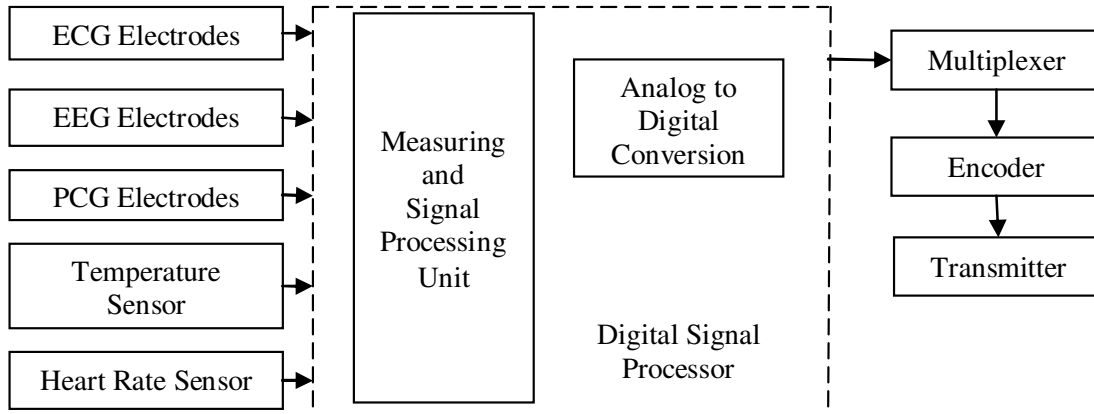 ECG Electrodes
EEG Electrodes
PCG Electrodes
Temperature
Sensor
Heart Rate Sensor
Measuring
and
Signal
Processing
Unit
Analog to
Digital
Conversion
Digital Signal
Processor
Multiplexer
Encoder
Transmitter